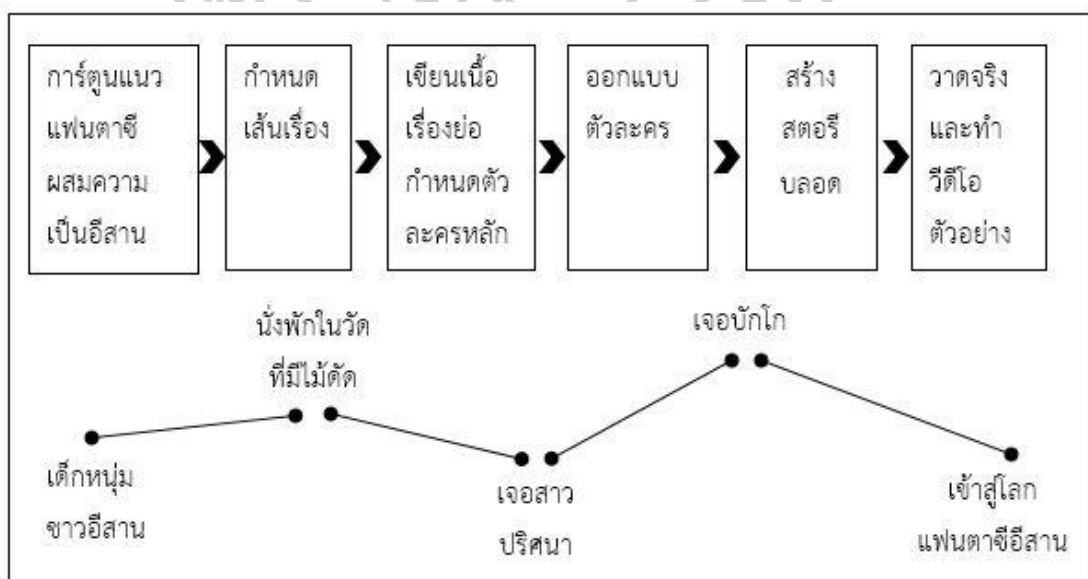 การ์ตูนแนว
แฟนตาซี
ผสมความ
เป็นอีสาน
กำหนด
เส้นเรื่อง
เขียนเนื้อ
เรื่องย่อ
กำหนดตัว
ละครหลัก
ออกแบบ
ตัวละคร
สร้าง
สตอรี
บลอด
วาดจริง
และทำ
วีดีโอ
ตัวอย่าง
นั่งพักในวัด
ที่มีไม้ดัด
เจอบักโก
เด็กหนุ่ม
ชาวอีสาน
เจอสาว
ปริศนา
เข้าสู่โลก
แฟนตาซีอีสาน